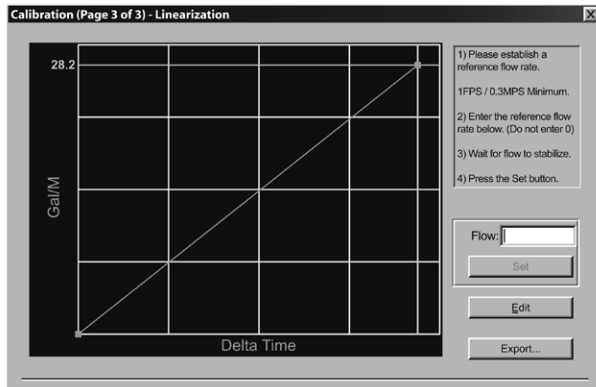 Calibration (Page 3 of 3) - Linearization
28.2
Gal/M
Delta Time
1) Please establish a
reference flow rate.
1FPS / 0.3MPS Minimum.
2) Enter the reference flow
rate below. (Do not enter 0)
3) Wait for flow to stabilize.
4) Press the Set button.
Flow:
Set
Edit
Export...